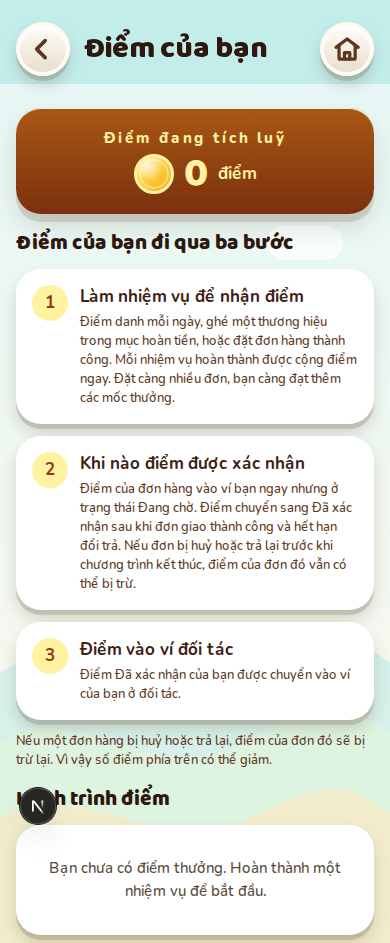 Điểm của bạn
Điểm đang tích luỹ
0 điểm
Điểm của bạn đi qua ba bước
1
Làm nhiệm vụ để nhận điểm
Điểm danh mỗi ngày, ghé một thương hiệu
trong mục hoàn tiền, hoặc đặt đơn hàng thành
công. Mỗi nhiệm vụ hoàn thành được cộng điểm
ngay. Đặt càng nhiều đơn, bạn càng đạt thêm
các mốc thưởng.
2
Khi nào điểm được xác nhận
Điểm của đơn hàng vào ví bạn ngay nhưng ở
trạng thái Đang chờ. Điểm chuyển sang Đã xác
nhận sau khi đơn giao thành công và hết hạn
đổi trả. Nếu đơn bị huỷ hoặc trả lại trước khi
chương trình kết thúc, điểm của đơn đó vẫn có
thể bị trừ.
3
Điểm vào ví đối tác
Điểm Đã xác nhận của bạn được chuyển vào ví
của bạn ở đối tác.
Nếu một đơn hàng bị huỷ hoặc trả lại, điểm của đơn đó sẽ bị
trừ lại. Vì vậy số điểm phía trên có thể giảm.
trình điểm
N
Bạn chưa có điểm thưởng. Hoàn thành một
nhiệm vụ để bắt đầu.